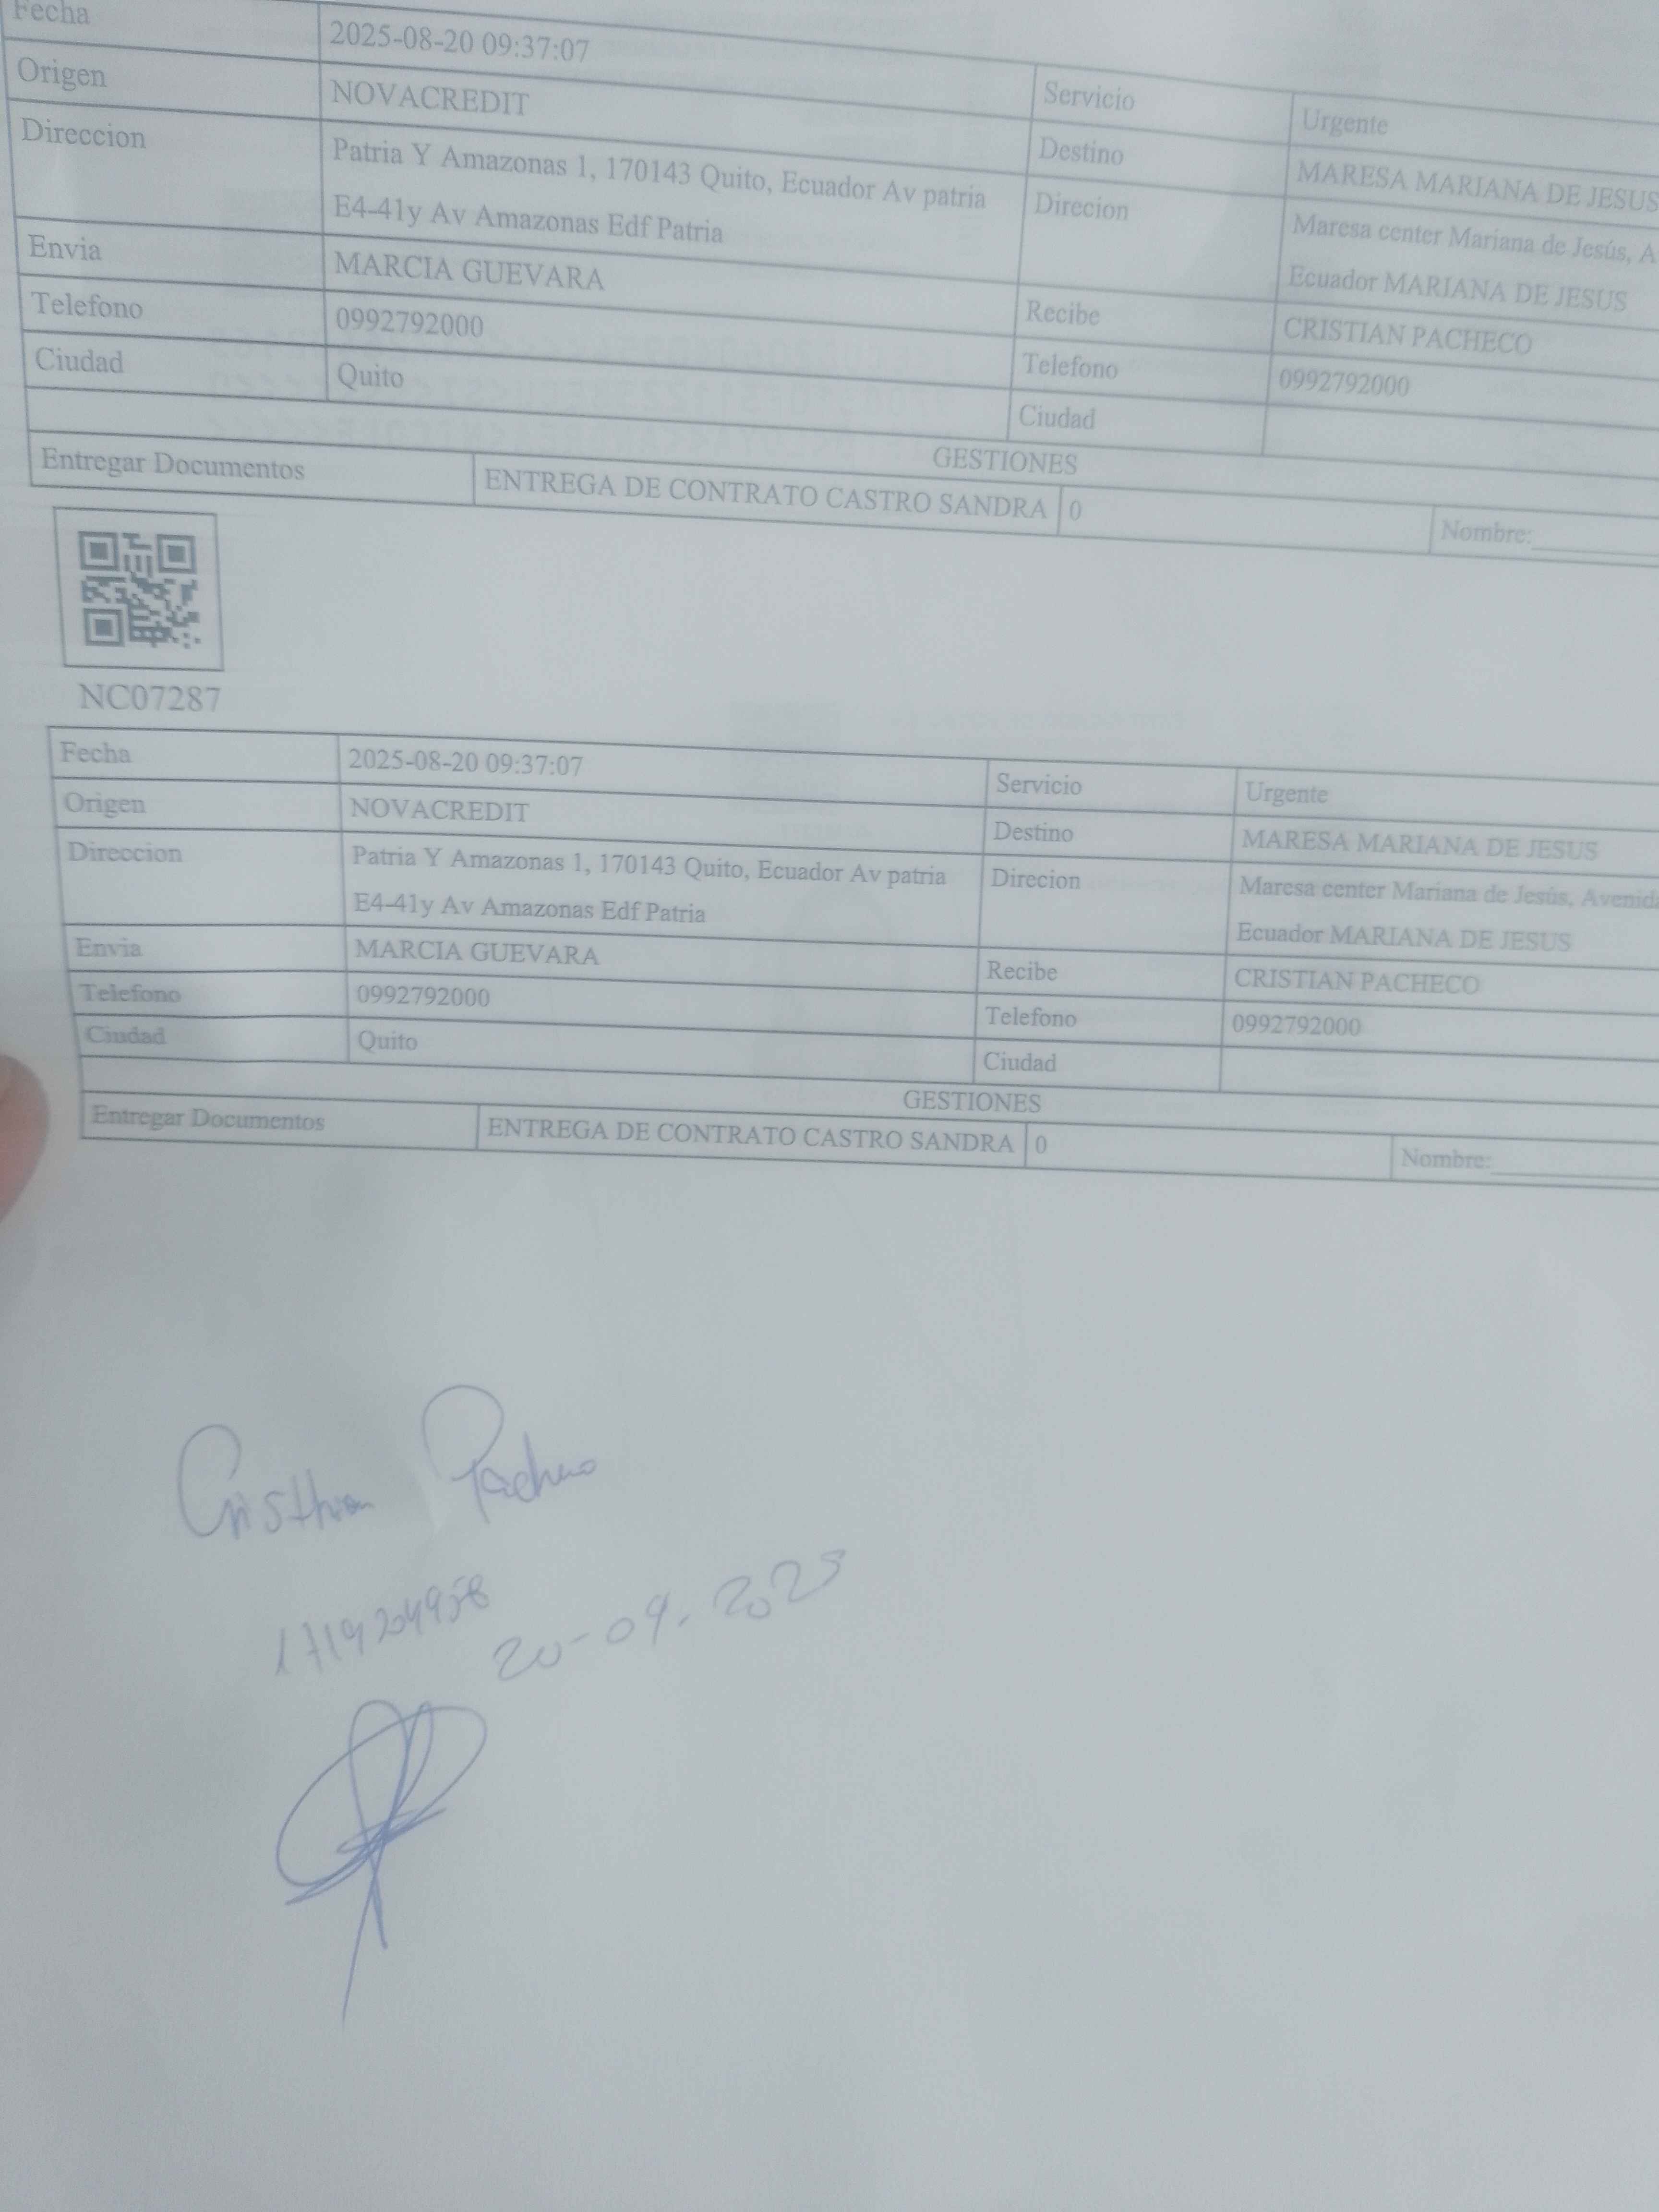 Fecha 2025-08-20 09:37:07 Servicio Urgente
Origen NOVACREDIT Destino MARESA MARIANA DE JESUS
Direccion Patria Y Amazonas 1, 170143 Quito, Ecuador Av patria Direcion Maresa center Mariana de Jesús, A
E4-41y Av Amazonas Edf Patria Ecuador MARIANA DE JESUS
Envia MARCIA GUEVARA Recibe CRISTIAN PACHECO
Telefono 0992792000 Telefono 0992792000
Ciudad Quito Ciudad
GESTIONES
Entregar Documentos ENTREGA DE CONTRATO CASTRO SANDRA 0 Nombre:
NC07287
Fecha 2025-08-20 09:37:07 Servicio Urgente
Origen NOVACREDIT Destino MARESA MARIANA DE JESUS
Direccion Patria Y Amazonas 1, 170143 Quito, Ecuador Av patria Direcion Maresa center Mariana de Jesús, Avenida
E4-41y Av Amazonas Edf Patria Ecuador MARIANA DE JESUS
Envia MARCIA GUEVARA Recibe CRISTIAN PACHECO
Telefono 0992792000 Telefono 0992792000
Ciudad Quito Ciudad
GESTIONES
Entregar Documentos ENTREGA DE CONTRATO CASTRO SANDRA 0 Nombre:
Cristhian Pacheco
1719204958
20-09-2025